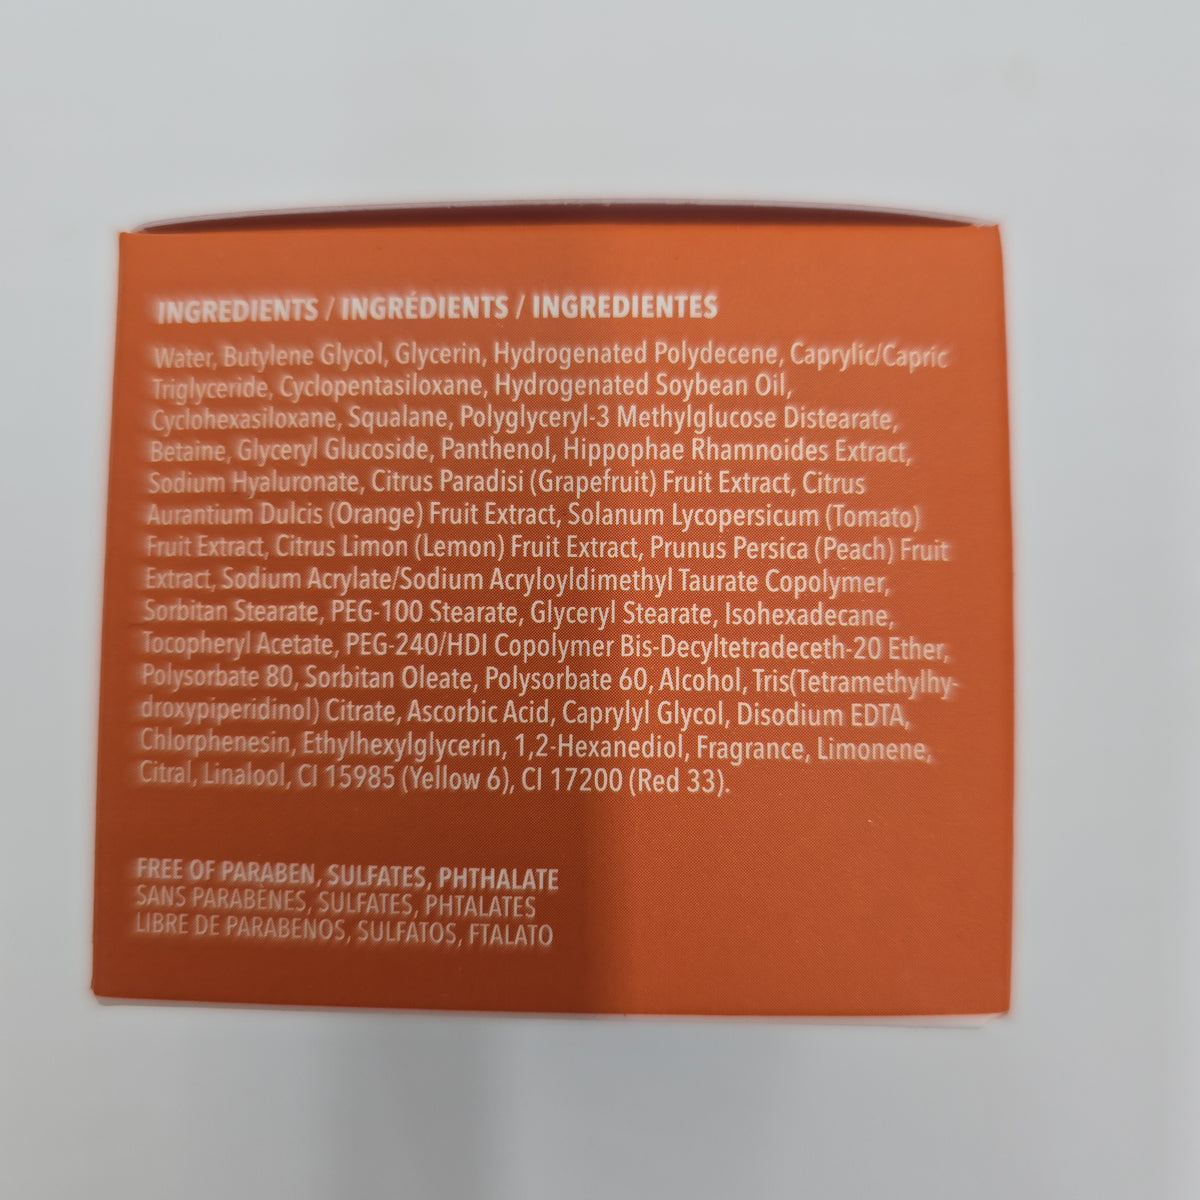 INGREDIENTS / INGRÉDIENTS / INGREDIENTES
Water, Butylene Glycol, Glycerin, Hydrogenated Polydecene, Caprylic/Capric
Triglyceride, Cyclopentasiloxane, Hydrogenated Soybean Oil,
Cyclohexasiloxane, Squalane, Polyglyceryl-3 Methylglucose Distearate,
Betaine, Glyceryl Glucoside, Panthenol, Hippophae Rhamnoides Extract,
Sodium Hyaluronate, Citrus Paradisi (Grapefruit) Fruit Extract, Citrus
Aurantium Dulcis (Orange) Fruit Extract, Solanum Lycopersicum (Tomato)
Fruit Extract, Citrus Limon (Lemon) Fruit Extract, Prunus Persica (Peach) Fruit
Extract, Sodium Acrylate/Sodium Acryloyldimethyl Taurate Copolymer,
Sorbitan Stearate, PEG-100 Stearate, Glyceryl Stearate, Isohexadecane,
Tocopheryl Acetate, PEG-240/HDI Copolymer Bis-Decyltetradeceth-20 Ether,
Polysorbate 80, Sorbitan Oleate, Polysorbate 60, Alcohol, Tris(Tetramethylhy-
droxypiperidinol) Citrate, Ascorbic Acid, Caprylyl Glycol, Disodium EDTA,
Chlorphenesin, Ethylhexylglycerin, 1,2-Hexanediol, Fragrance, Limonene,
Citral, Linalool, CI 15985 (Yellow 6), CI 17200 (Red 33).
FREE OF PARABEN, SULFATES, PHTHALATE
SANS PARABÈNES, SULFATES, PHTALATES
LIBRE DE PARABENOS, SULFATOS, FTALATO